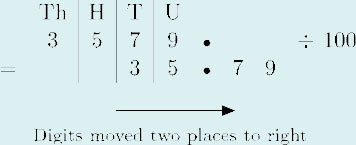 Th H T U
3 5 7 9 . ÷ 100
= 3 5 . 7 9
Digits moved two places to right